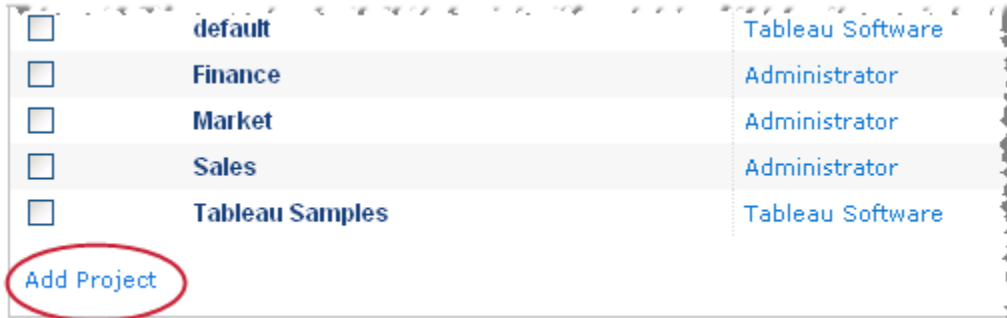 default Tableau Software
Finance Administrator
Market Administrator
Sales Administrator
Tableau Samples Tableau Software
Add Project